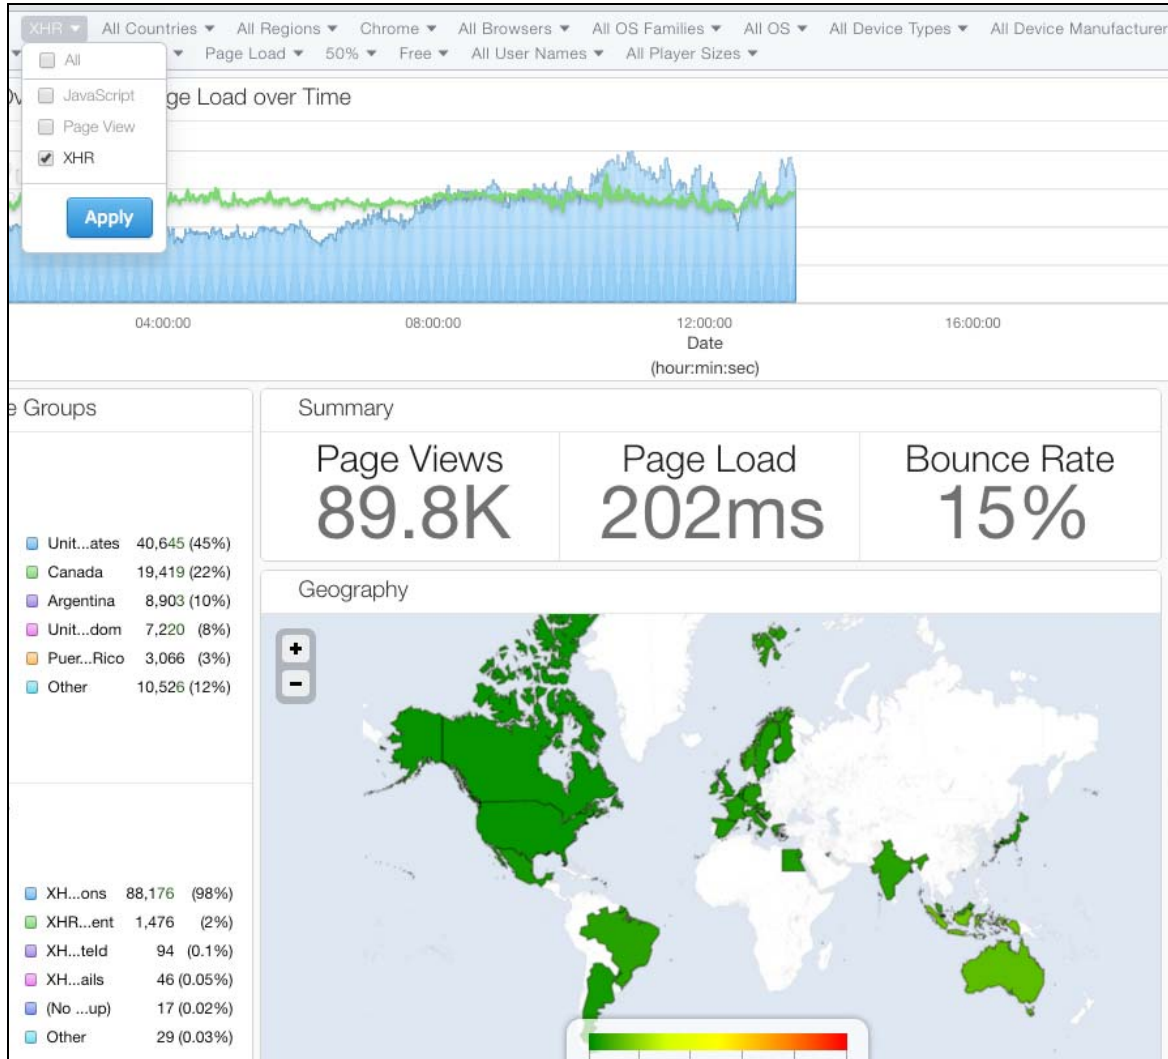 XHR All Countries All Regions Chrome All Browsers All OS Families All OS All Device Types All Device Manufacturer
Page Load 50% Free All User Names All Player Sizes
All
JavaScript
Page View
XHR
Apply
ge Load over Time
04:00:00 08:00:00 12:00:00 16:00:00
Date
(hour:min:sec)
e Groups
Unit...ates 40,645 (45%)
Canada 19,419 (22%)
Argentina 8,903 (10%)
Unit...dom 7,220 (8%)
Puer...Rico 3,066 (3%)
Other 10,526 (12%)
XH...ons 88,176 (98%)
XHR...ent 1,476 (2%)
XH...teld 94 (0.1%)
XH...ails 46 (0.05%)
(No ...up) 17 (0.02%)
Other 29 (0.03%)
Summary
Page Views Page Load Bounce Rate
89.8K 202ms 15%
Geography
+
−